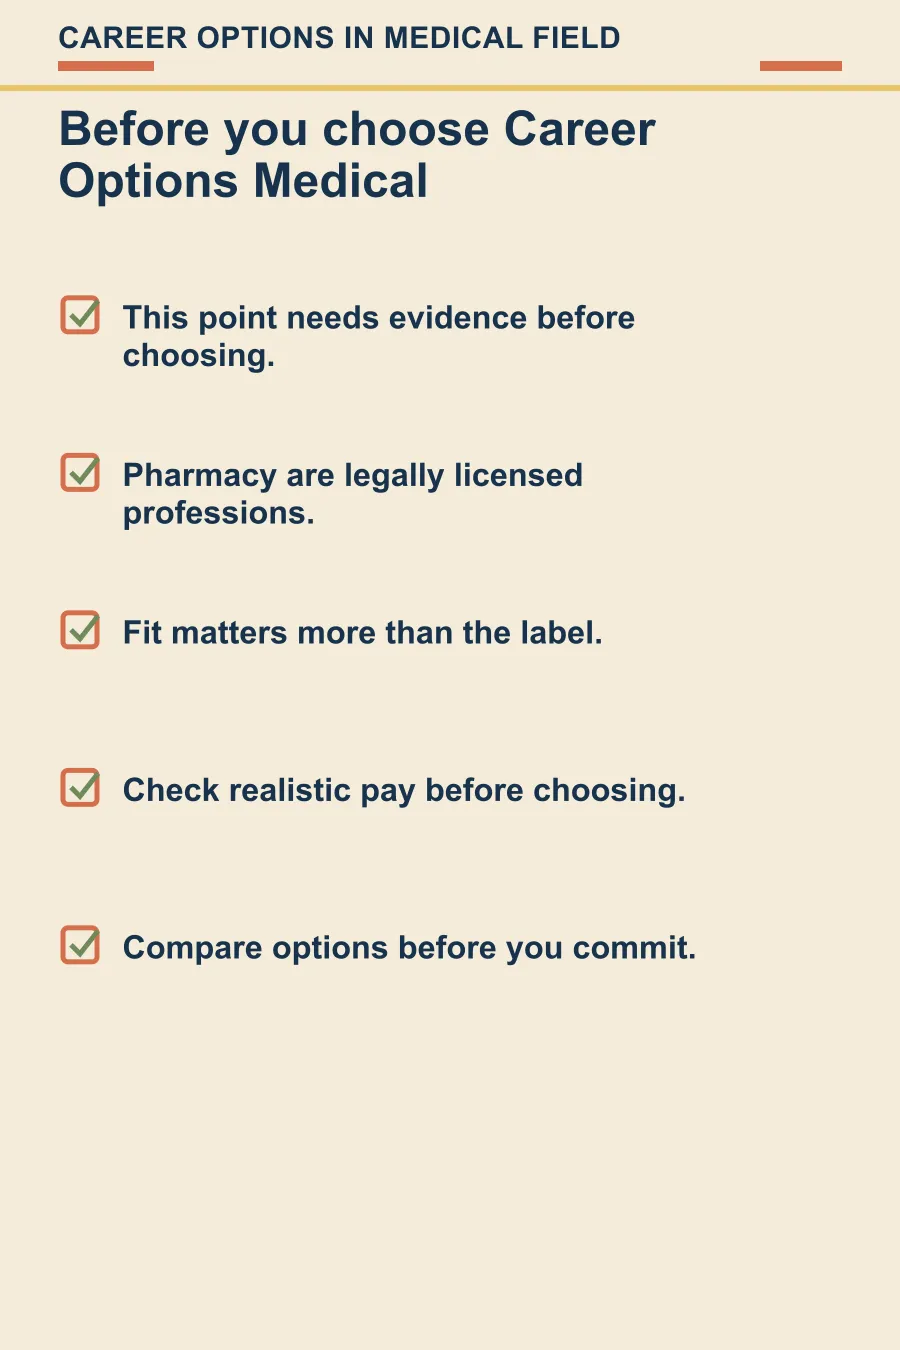 CAREER OPTIONS IN MEDICAL FIELD
Before you choose Career
Options Medical
This point needs evidence before
choosing.
Pharmacy are legally licensed
professions.
Fit matters more than the label.
Check realistic pay before choosing.
Compare options before you commit.